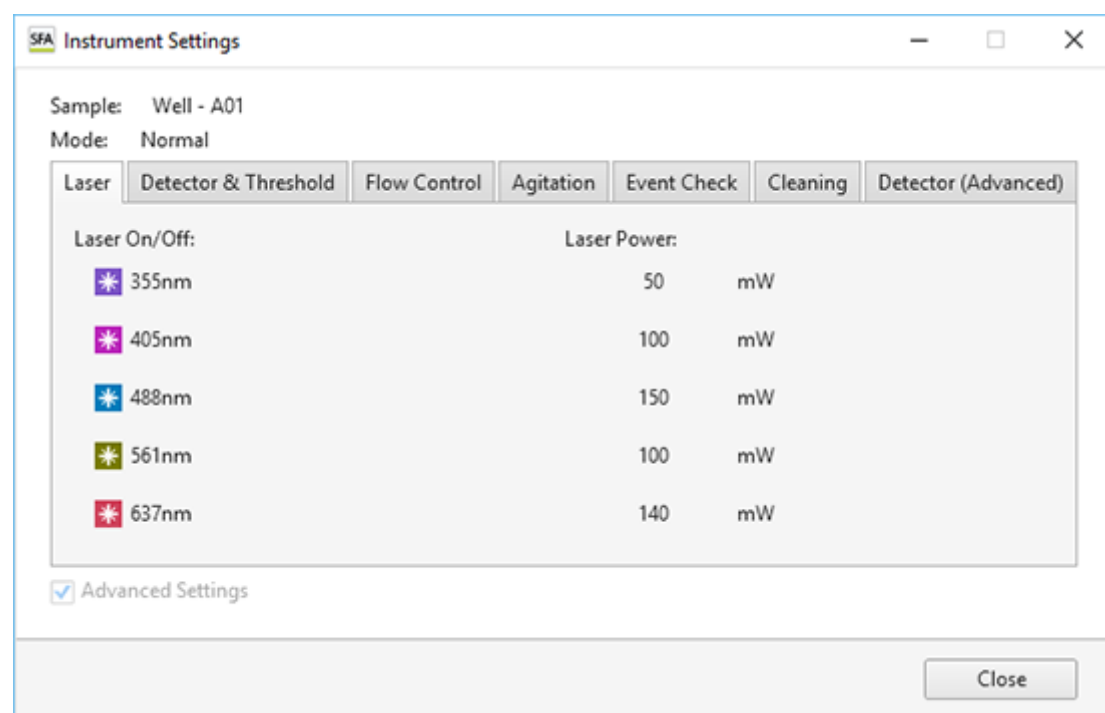 SFA Instrument Settings
Sample: Well - A01
Mode: Normal
Laser Detector & Threshold Flow Control Agitation Event Check Cleaning Detector (Advanced)
Laser On/Off: Laser Power:
355nm 50 mW
405nm 100 mW
488nm 150 mW
561nm 100 mW
637nm 140 mW
Advanced Settings
Close